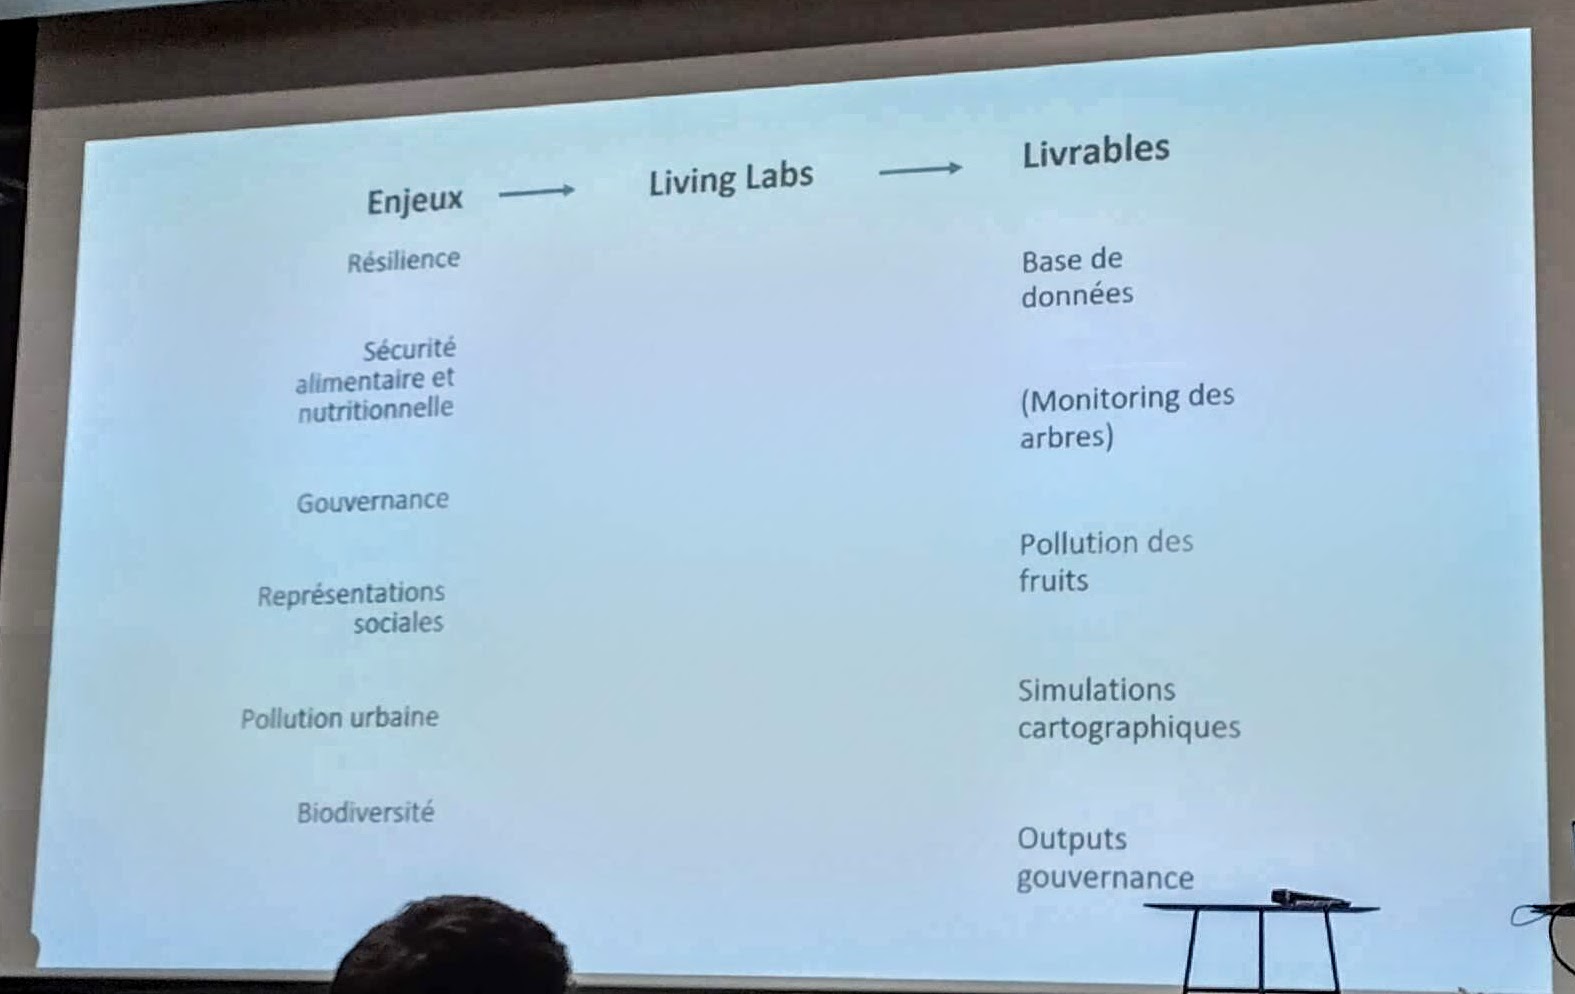 Enjeux → Living Labs → Livrables
Résilience
Sécurité
alimentaire et
nutritionnelle
Gouvernance
Représentations
sociales
Pollution urbaine
Biodiversité
Base de
données
(Monitoring des
arbres)
Pollution des
fruits
Simulations
cartographiques
Outputs
gouvernance